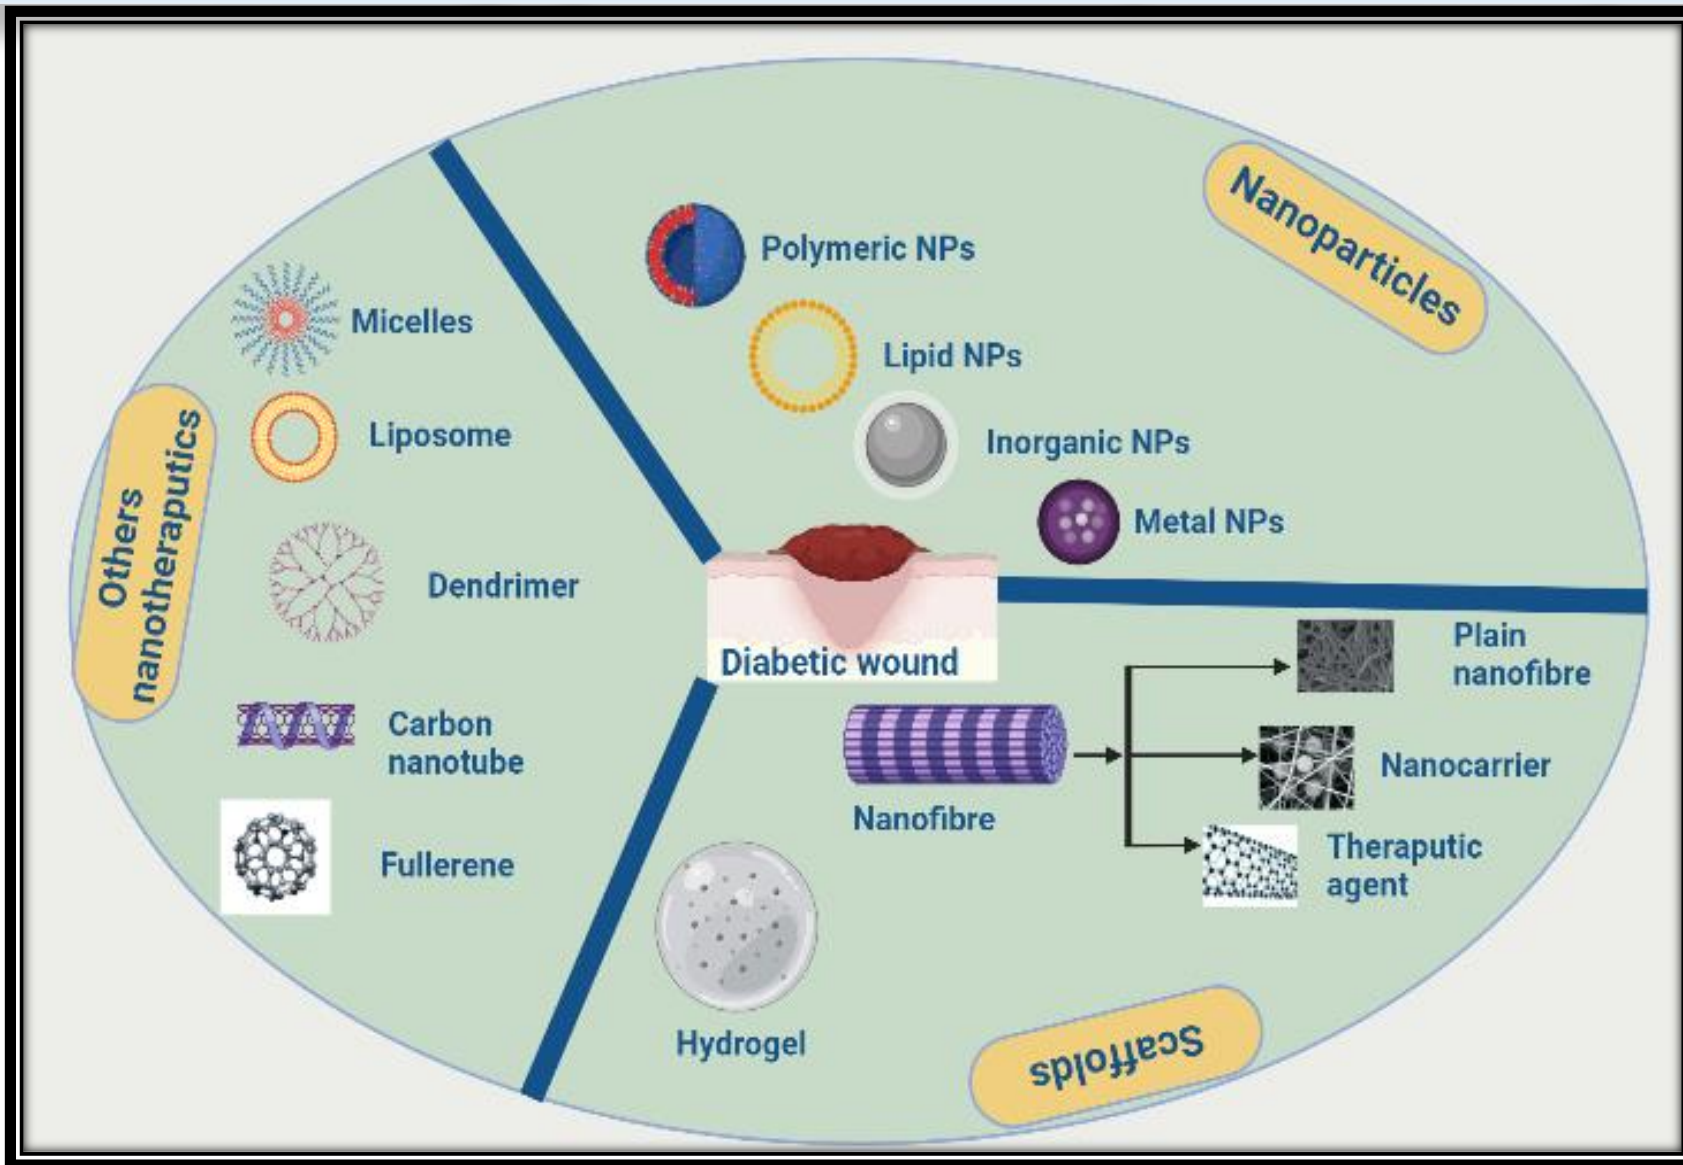 Nanoparticles
Polymeric NPs
Lipid NPs
Inorganic NPs
Metal NPs
Others
nanotheraputics
Micelles
Liposome
Dendrimer
Carbon
nanotube
Fullerene
Diabetic wound
Plain
nanofibre
Nanocarrier
Theraputic
agent
Nanofibre
Hydrogel
Scaffolds